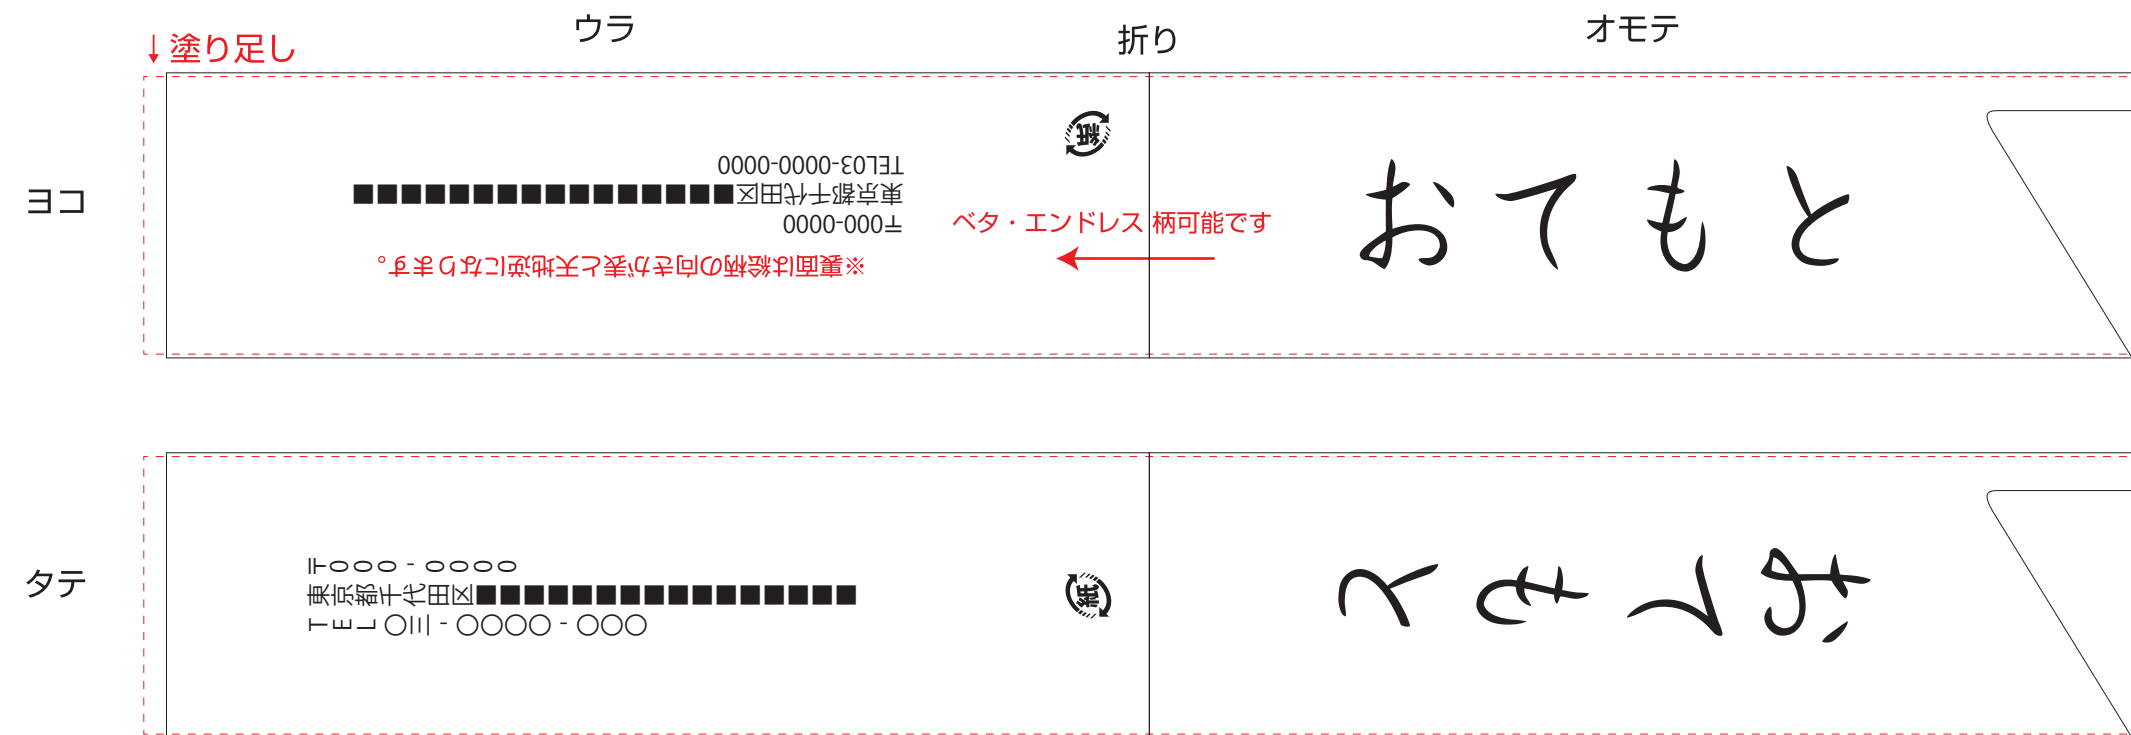 ↓塗り足し
ウラ
折り
オモテ
ヨコ
※裏面は絵柄の向きが表と天地逆になります。
〒000-0000
東京都千代田区■■■■■■■■■■■■■■■■
TEL03-0000-0000
紙
ベタ・エンドレス 柄可能です
おてもと
タテ
〒000-0000
東京都千代田区■■■■■■■■■■■■■■■■
TEL〇三-〇〇〇〇-〇〇〇
紙
おてもと